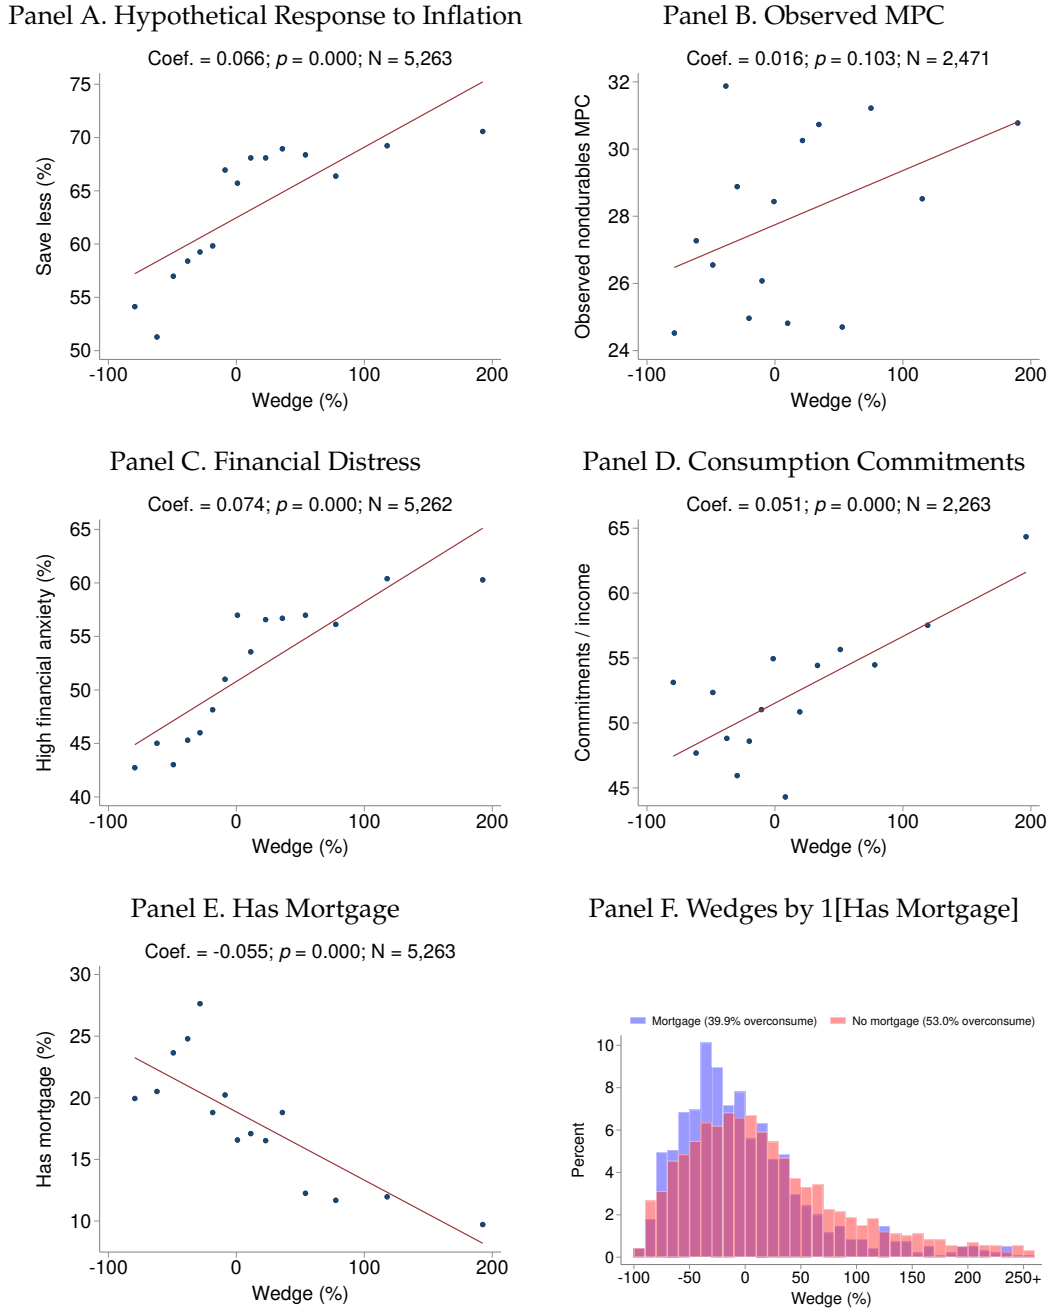 Panel A. Hypothetical Response to Inflation
Coef. = 0.066; p = 0.000; N = 5,263
Save less (%)
75
70
65
60
55
50
-100
0
100
200
Wedge (%)
Panel B. Observed MPC
Coef. = 0.016; p = 0.103; N = 2,471
Observed nondurables MPC
32
30
28
26
24
-100
0
100
200
Wedge (%)
Panel C. Financial Distress
Coef. = 0.074; p = 0.000; N = 5,262
High financial anxiety (%)
65
60
55
50
45
40
-100
0
100
200
Wedge (%)
Panel D. Consumption Commitments
Coef. = 0.051; p = 0.000; N = 2,263
Commitments / income
65
60
55
50
45
-100
0
100
200
Wedge (%)
Panel E. Has Mortgage
Coef. = -0.055; p = 0.000; N = 5,263
Has mortgage (%)
30
25
20
15
10
-100
0
100
200
Wedge (%)
Panel F. Wedges by 1[Has Mortgage]
Mortgage (39.9% overconsume)
No mortgage (53.0% overconsume)
Percent
10
8
6
4
2
0
-100
-50
0
50
100
150
200
250+
Wedge (%)